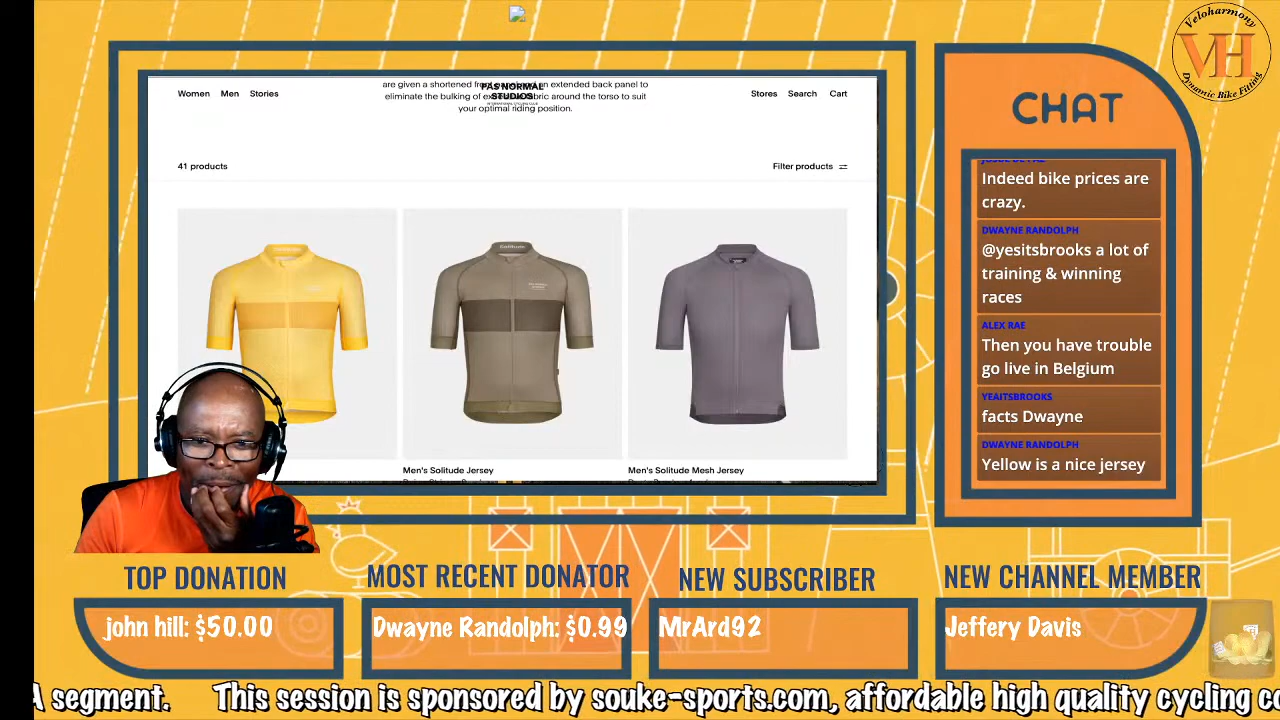 Veloharmony
VH
Dynamic Bike Fitting
Women Men Stories
PAS NORMAL
STUDIOS
Stores Search Cart
are given a shortened front an extended back panel to
eliminate the bulking of fabric around the torso to suit
your optimal riding position.
41 products
Filter products
Men's Solitude Jersey
Men's Solitude Mesh Jersey
CHAT
Indeed bike prices are
crazy.
DWAYNE RANDOLPH
@yesitsbrooks a lot of
training & winning
races
ALEX RAE
Then you have trouble
go live in Belgium
YEAITSBROOKS
facts Dwayne
DWAYNE RANDOLPH
Yellow is a nice jersey
TOP DONATION
john hill: $50.00
MOST RECENT DONATOR
Dwayne Randolph: $0.99
NEW SUBSCRIBER
MrArd92
NEW CHANNEL MEMBER
Jeffery Davis
A segment. This session is sponsored by souke-sports.com, affordable high quality cycling co